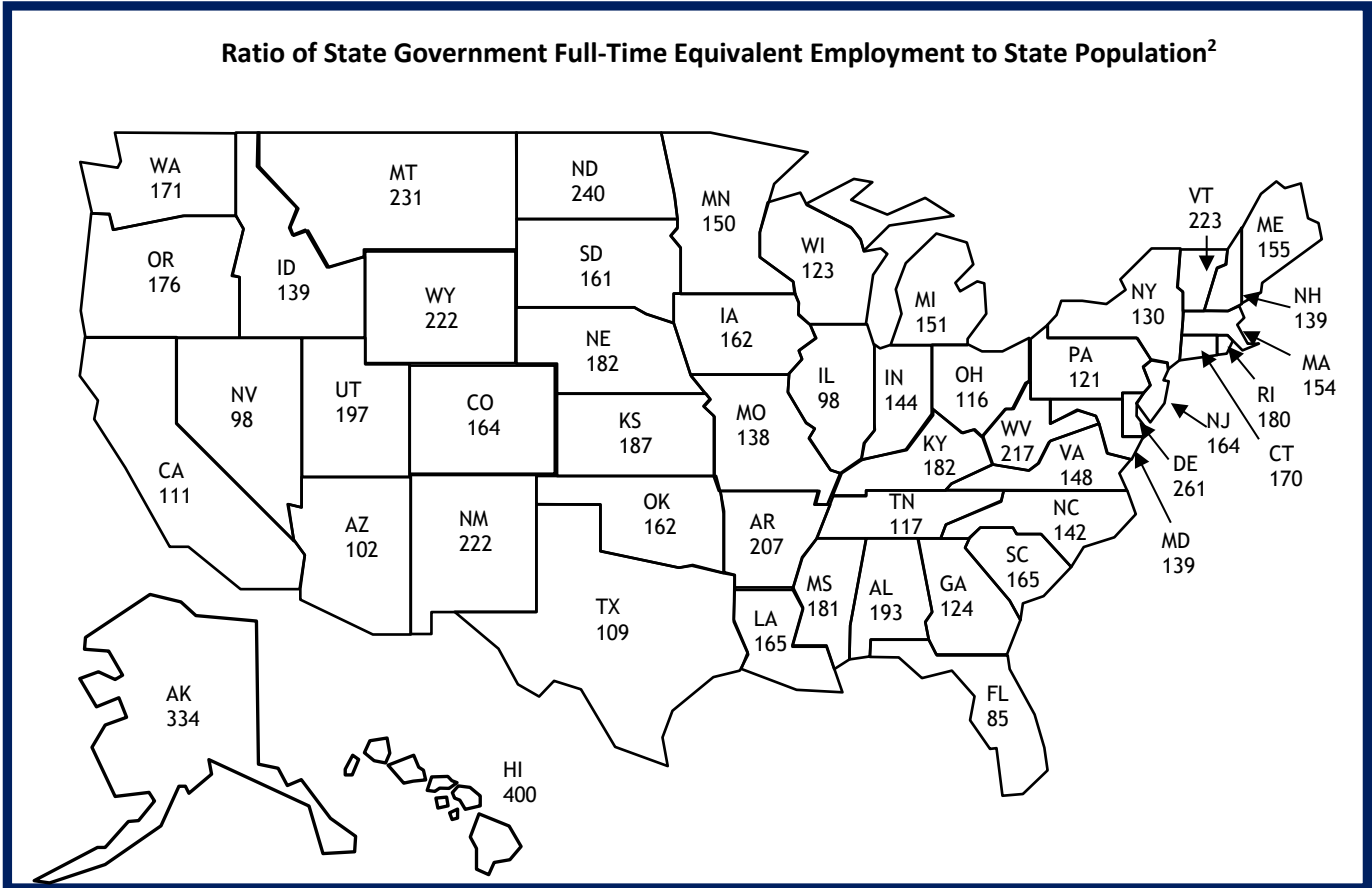 Ratio of State Government Full-Time Equivalent Employment to State Population²
WA
171
MT
231
ND
240
MN
150
VT
223
ME
155
OR
176
ID
139
WY
222
SD
161
WI
123
MI
151
NY
130
NH
139
MA
154
RI
180
CT
170
NJ
164
DE
261
MD
139
NV
98
UT
197
CO
164
NE
182
IA
162
IL
98
IN
144
OH
116
PA
121
CA
111
KS
187
MO
138
KY
182
WV
217
VA
148
AZ
102
NM
222
OK
162
AR
207
TN
117
NC
142
SC
165
TX
109
LA
165
MS
181
AL
193
GA
124
FL
85
AK
334
HI
400